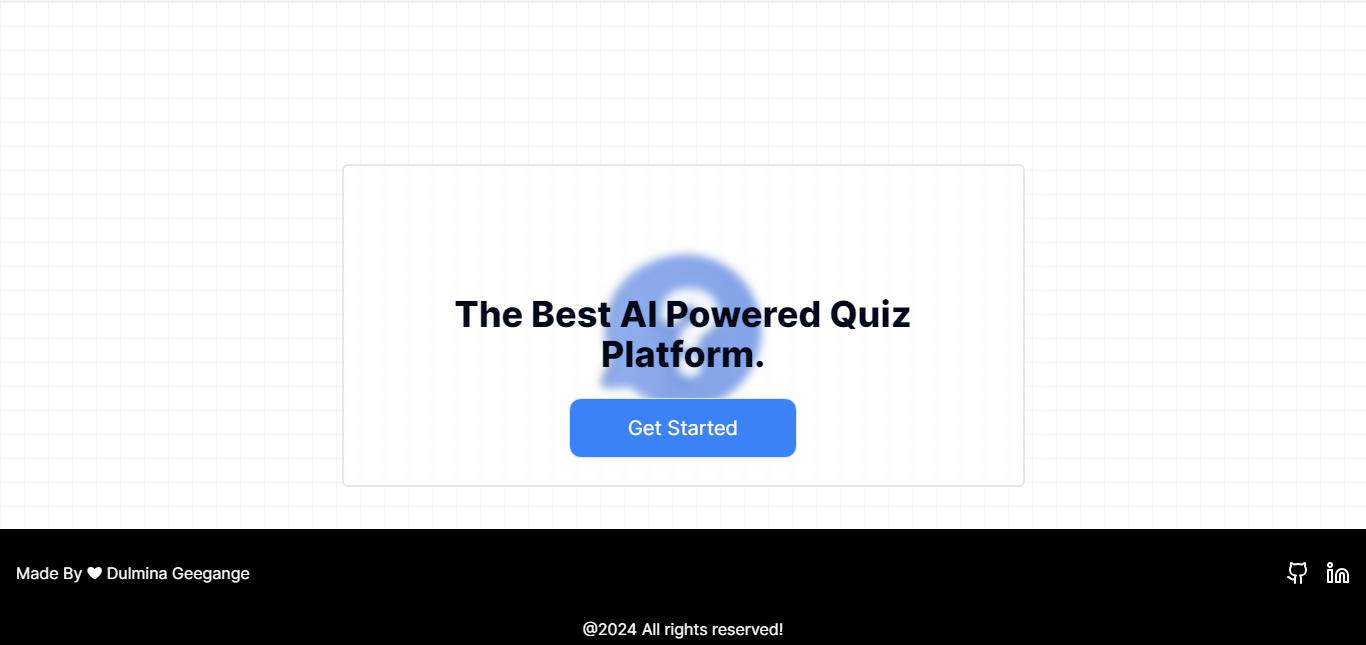 The Best AI Powered Quiz
Platform.
Get Started
Made By ♥ Dulmina Geegange
@2024 All rights reserved!